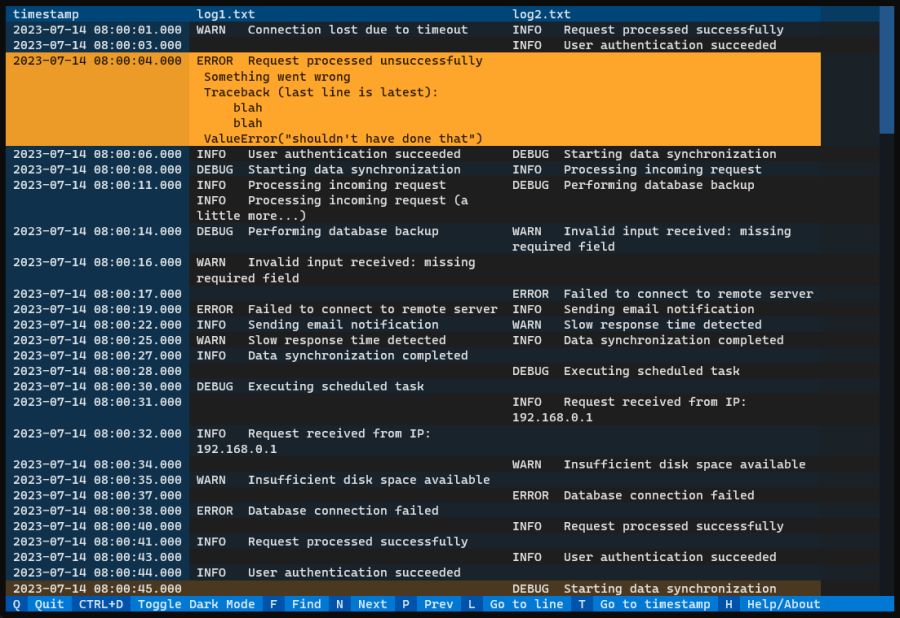 timestamp log1.txt log2.txt
2023-07-14 08:00:01.000 WARN Connection lost due to timeout INFO Request processed successfully
2023-07-14 08:00:03.000 INFO User authentication succeeded
2023-07-14 08:00:04.000 ERROR Request processed unsuccessfully
Something went wrong
Traceback (last line is latest):
blah
blah
ValueError("shouldn't have done that")
2023-07-14 08:00:06.000 INFO User authentication succeeded DEBUG Starting data synchronization
2023-07-14 08:00:08.000 DEBUG Starting data synchronization INFO Processing incoming request
2023-07-14 08:00:11.000 INFO Processing incoming request DEBUG Performing database backup
INFO Processing incoming request (a
little more...)
2023-07-14 08:00:14.000 DEBUG Performing database backup WARN Invalid input received: missing
required field
2023-07-14 08:00:16.000 WARN Invalid input received: missing
required field
2023-07-14 08:00:17.000 ERROR Failed to connect to remote server
2023-07-14 08:00:19.000 ERROR Failed to connect to remote server INFO Sending email notification
2023-07-14 08:00:22.000 INFO Sending email notification WARN Slow response time detected
2023-07-14 08:00:25.000 WARN Slow response time detected INFO Data synchronization completed
2023-07-14 08:00:27.000 INFO Data synchronization completed
2023-07-14 08:00:28.000 DEBUG Executing scheduled task
2023-07-14 08:00:30.000 DEBUG Executing scheduled task
2023-07-14 08:00:31.000 INFO Request received from IP:
192.168.0.1
2023-07-14 08:00:32.000 INFO Request received from IP:
192.168.0.1
2023-07-14 08:00:34.000 WARN Insufficient disk space available
2023-07-14 08:00:35.000 WARN Insufficient disk space available
2023-07-14 08:00:37.000 ERROR Database connection failed
2023-07-14 08:00:38.000 ERROR Database connection failed
2023-07-14 08:00:40.000 INFO Request processed successfully
2023-07-14 08:00:41.000 INFO Request processed successfully
2023-07-14 08:00:43.000 INFO User authentication succeeded
2023-07-14 08:00:44.000 INFO User authentication succeeded
2023-07-14 08:00:45.000 DEBUG Starting data synchronization
Q Quit CTRL+D Toggle Dark Mode F Find N Next P Prev L Go to line T Go to timestamp H Help/About